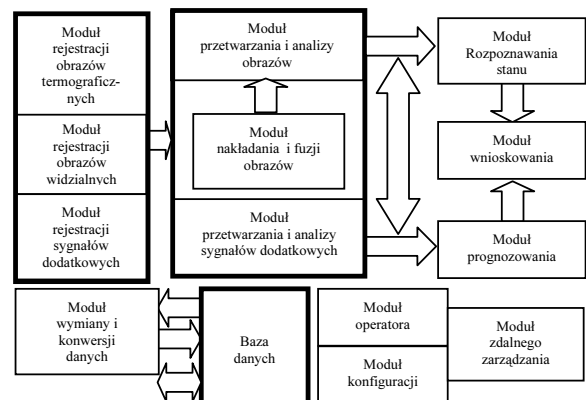 Moduł
rejestracji
obrazów
termograficz-
nych
Moduł
rejestracji
obrazów
widzialnych
Moduł
rejestracji
sygnałów
dodatkowych
Moduł
przetwarzania i analizy
obrazów
Moduł
nakładania i fuzji
obrazów
Moduł
przetwarzania i analizy
sygnałów dodatkowych
Moduł
Rozpoznawania
stanu
Moduł
wnioskowania
Moduł
prognozowania
Moduł
wymiany i
konwersji
danych
Baza
danych
Moduł
operatora
Moduł
konfiguracji
Moduł
zdalnego
zarządzania